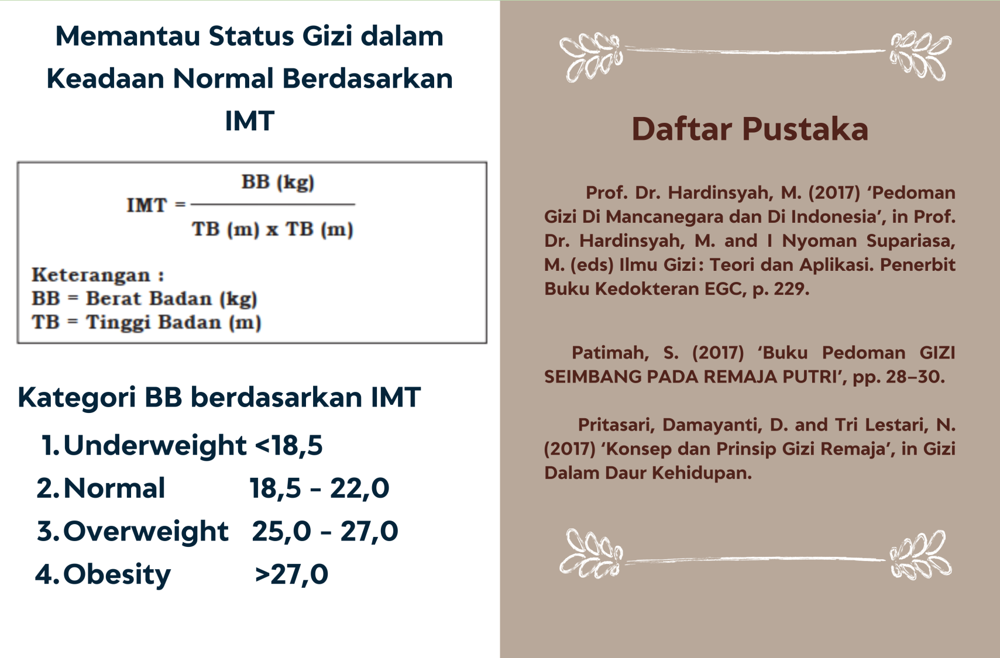 Memantau Status Gizi dalam
Keadaan Normal Berdasarkan
IMT
BB (kg)
IMT =
TB (m) x TB (m)
Keterangan :
BB = Berat Badan (kg)
TB = Tinggi Badan (m)
Kategori BB berdasarkan IMT
1. Underweight <18,5
2. Normal 18,5 - 22,0
3. Overweight 25,0 - 27,0
4. Obesity >27,0
Daftar Pustaka
Prof. Dr. Hardinsyah, M. (2017) ‘Pedoman
Gizi Di Mancanegara dan Di Indonesia’, in Prof.
Dr. Hardinsyah, M. and I Nyoman Supariasa,
M. (eds) Ilmu Gizi : Teori dan Aplikasi. Penerbit
Buku Kedokteran EGC, p. 229.
Patimah, S. (2017) ‘Buku Pedoman GIZI
SEIMBANG PADA REMAJA PUTRI’, pp. 28–30.
Pritasari, Damayanti, D. and Tri Lestari, N.
(2017) ‘Konsep dan Prinsip Gizi Remaja’, in Gizi
Dalam Daur Kehidupan.